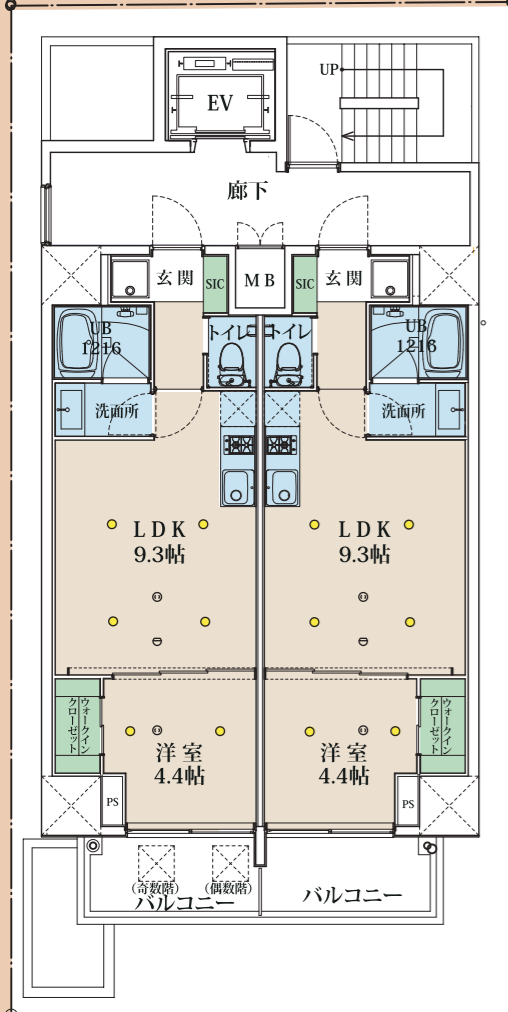 UP
EV
廊下
玄関
SIC
MB
SIC
玄関
UB
1216
トイレ
トイレ
UB
1216
洗面所
洗面所
LDK
9.3帖
LDK
9.3帖
ウォークイン
クローゼット
洋室
4.4帖
洋室
4.4帖
ウォークイン
クローゼット
PS
PS
(奇数階)
(偶数階)
バルコニー
バルコニー